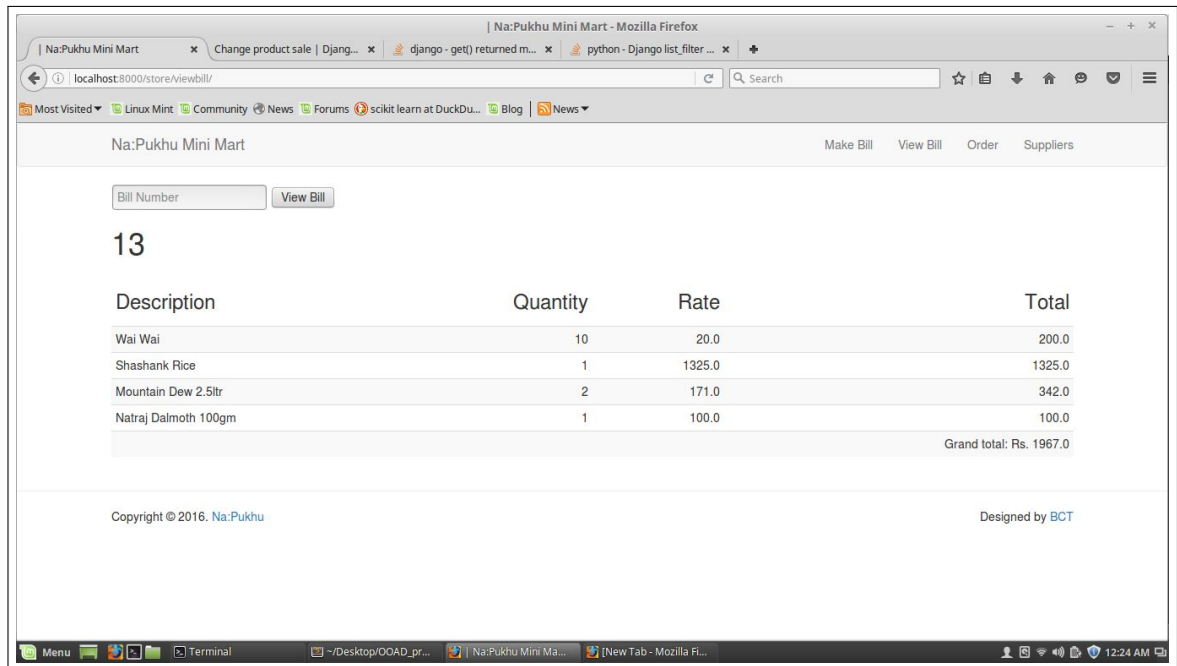 | Na:Pukhu Mini Mart - Mozilla Firefox
| Na:Pukhu Mini Mart Change product sale | Djang... django - get() returned m... python - Django list_filter ...
localhost:8000/store/viewbill/ Search
Most Visited Linux Mint Community News Forums scikit learn at DuckDu... Blog News
Na:Pukhu Mini Mart Make Bill View Bill Order Suppliers
Bill Number View Bill
13
Description Quantity Rate Total
Wai Wai 10 20.0 200.0
Shashank Rice 1 1325.0 1325.0
Mountain Dew 2.5ltr 2 171.0 342.0
Natraj Dalmoth 100gm 1 100.0 100.0
Grand total: Rs. 1967.0
Copyright © 2016. Na:Pukhu Designed by BCT
Menu Terminal ~/Desktop/OOAD_pr... | Na:Pukhu Mini Ma... [New Tab - Mozilla Fi... 12:24 AM